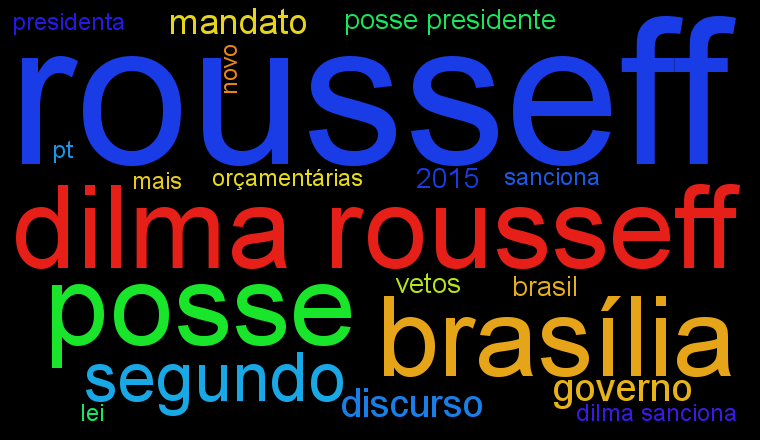 presidenta
mandato
posse presidente
novo
rousseff
pt
mais
orçamentárias
2015
sanciona
dilma rousseff
posse
vetos
brasil
brasília
segundo
discurso
governo
lei
dilma sanciona